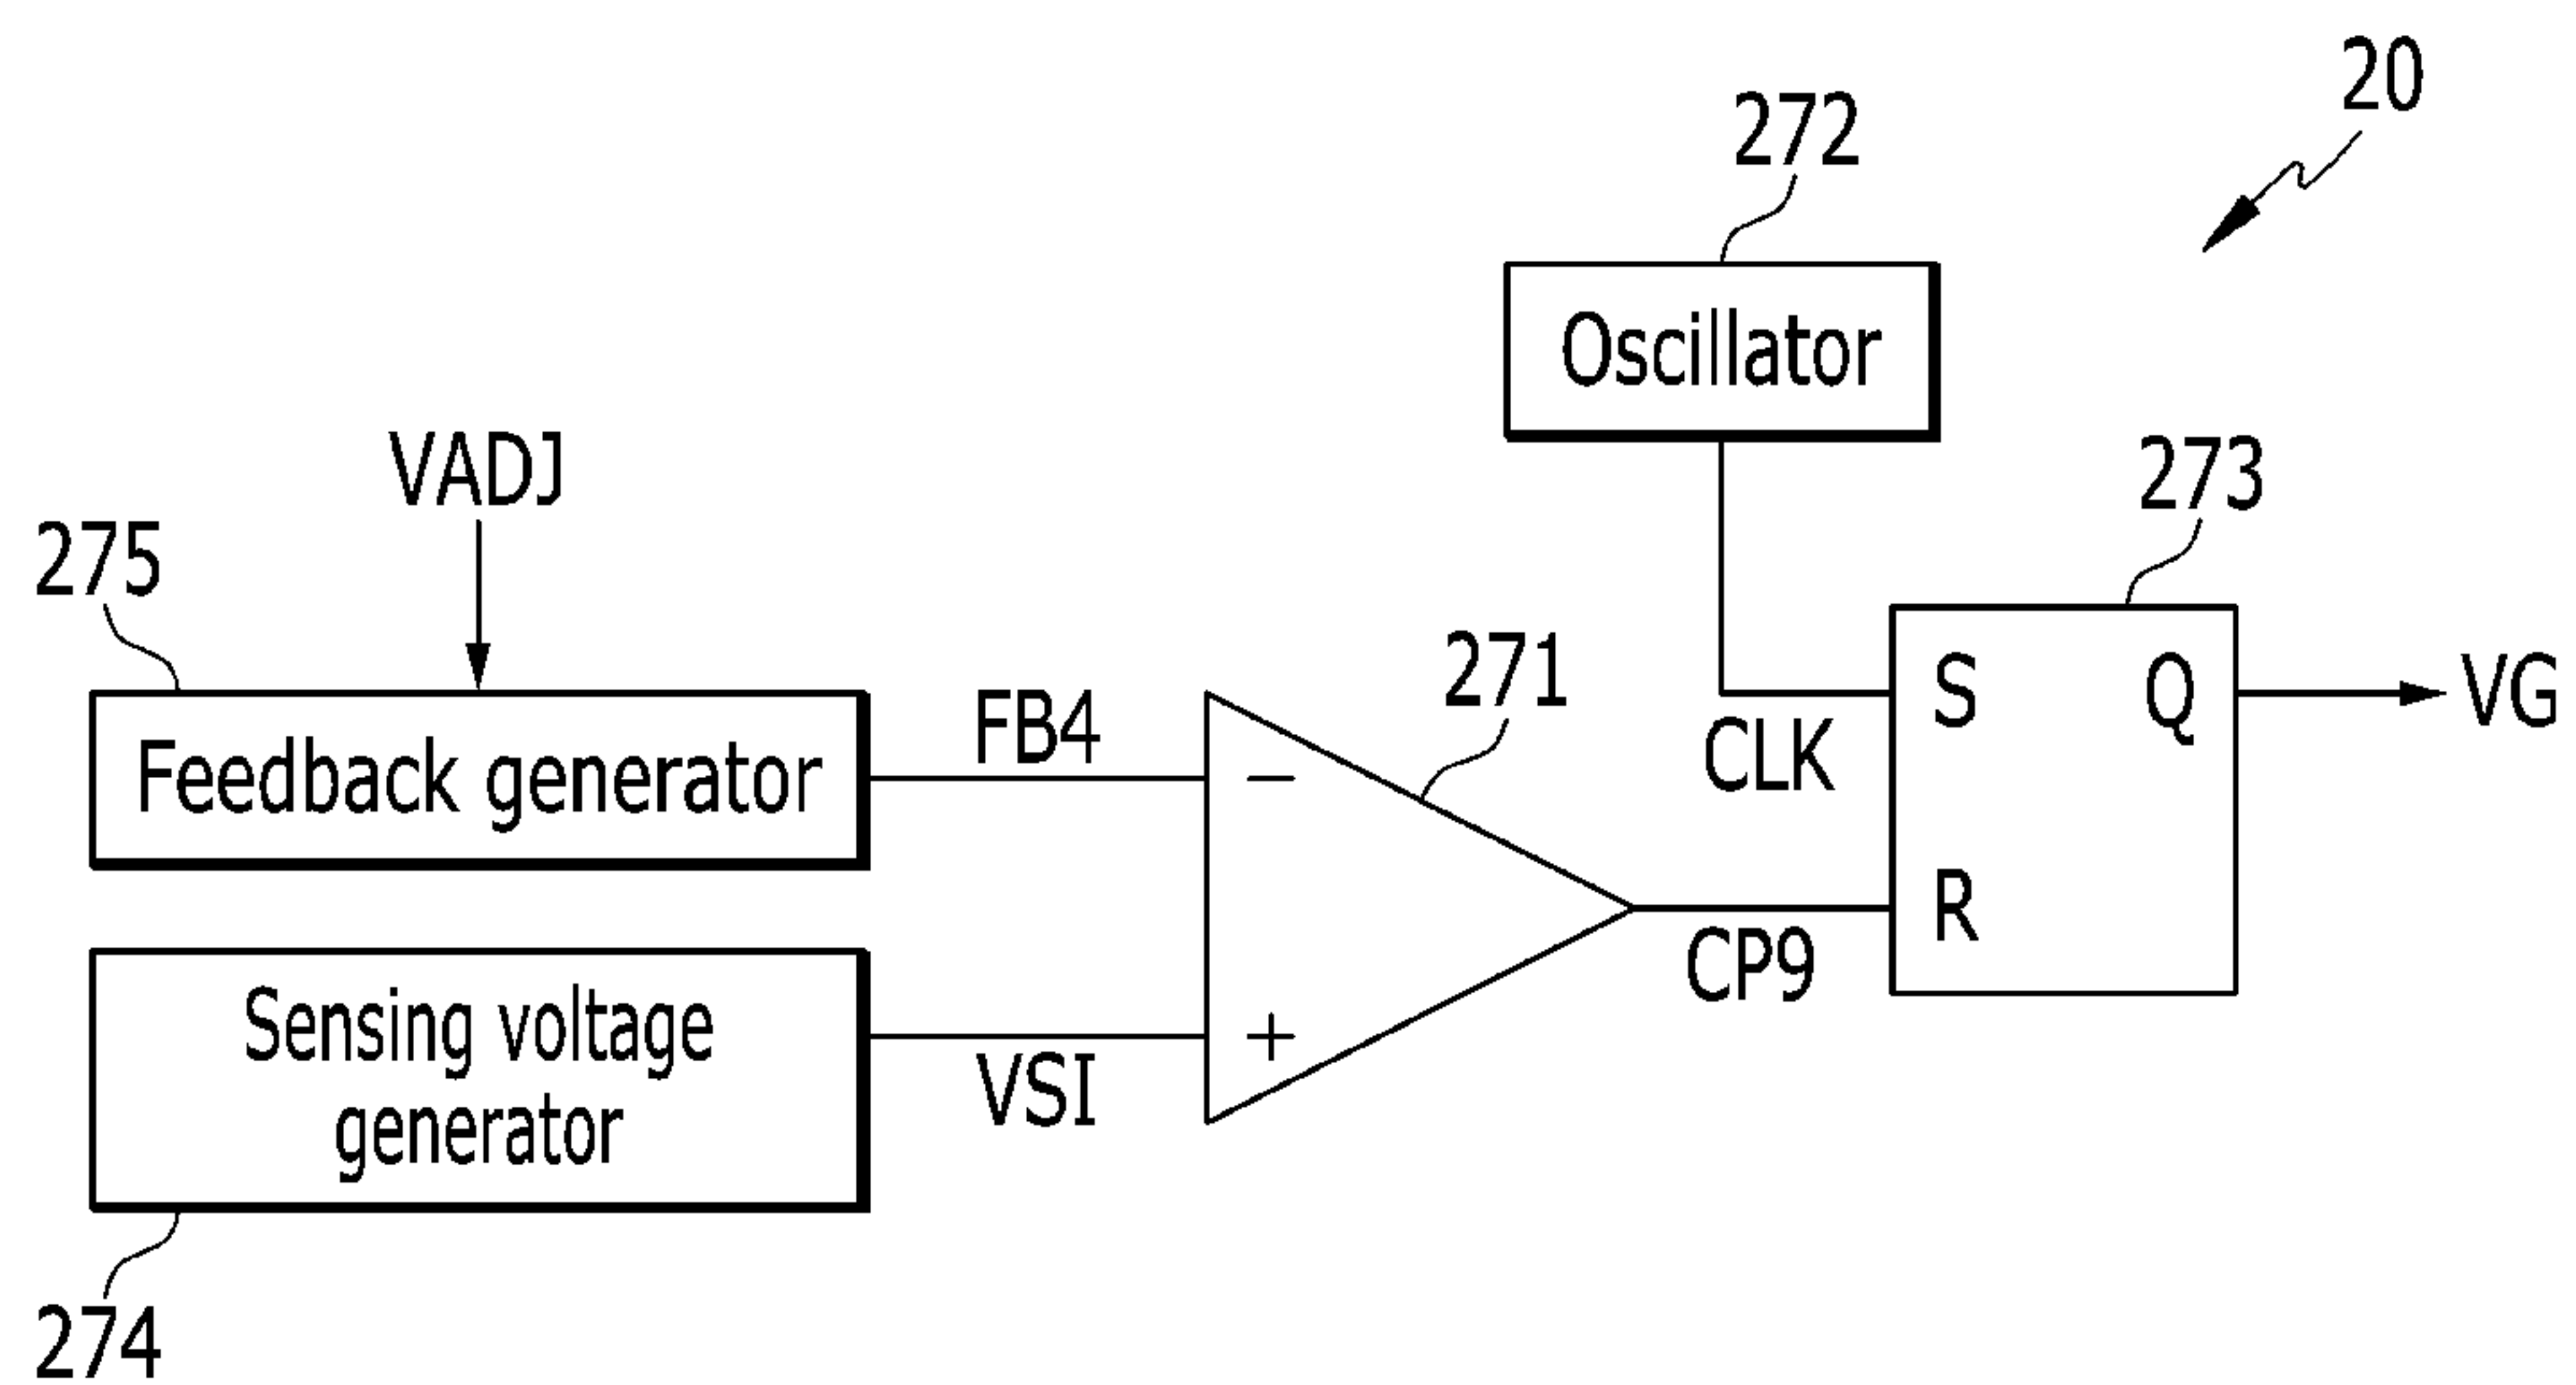 20
272
Oscillator
VADJ
275
273
271
Feedback generator
FB4
S
Q
VG
CLK
−
R
CP9
Sensing voltage
generator
VSI
+
274